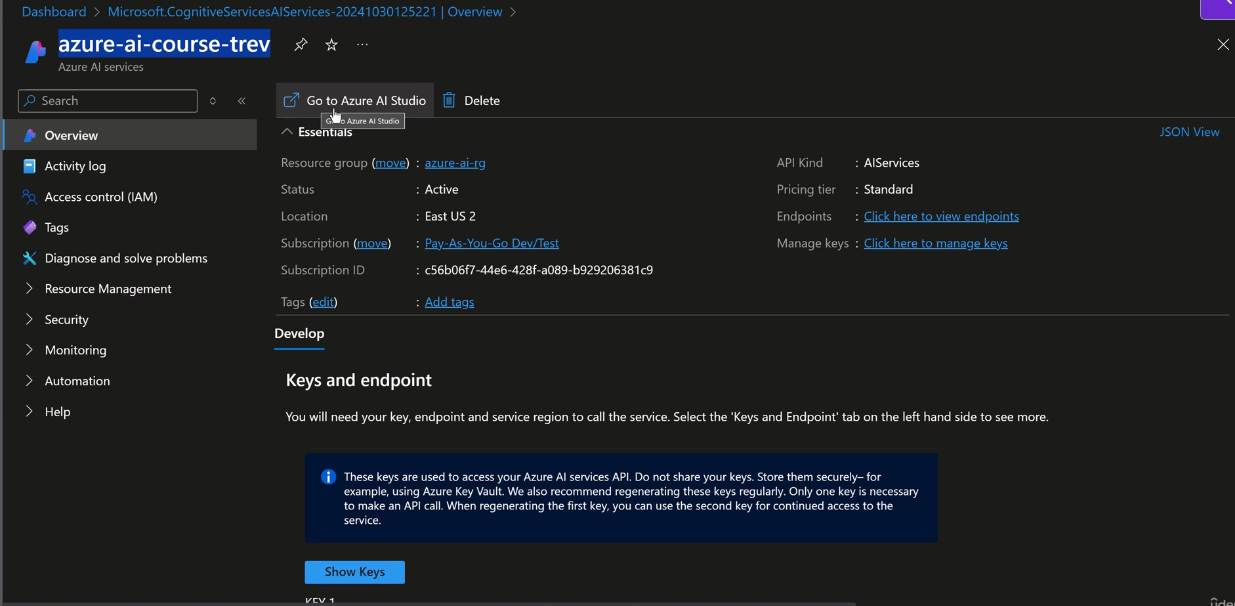 Dashboard > Microsoft.CognitiveServicesAIServices-20241030125221 | Overview >
azure-ai-course-trev
Azure AI services
Search
Go to Azure AI Studio
Delete
Go to Azure AI Studio
Overview
Activity log
Access control (IAM)
Tags
Diagnose and solve problems
Resource Management
Security
Monitoring
Automation
Help
Essentials
JSON View
Resource group (move) : azure-ai-rg
Status : Active
Location : East US 2
Subscription (move) : Pay-As-You-Go Dev/Test
Subscription ID : c56b06f7-44e6-428f-a089-b929206381c9
Tags (edit) : Add tags
API Kind : AIServices
Pricing tier : Standard
Endpoints : Click here to view endpoints
Manage keys : Click here to manage keys
Develop
Keys and endpoint
You will need your key, endpoint and service region to call the service. Select the 'Keys and Endpoint' tab on the left hand side to see more.
These keys are used to access your Azure AI services API. Do not share your keys. Store them securely– for
example, using Azure Key Vault. We also recommend regenerating these keys regularly. Only one key is necessary
to make an API call. When regenerating the first key, you can use the second key for continued access to the
service.
Show Keys
KEY 1